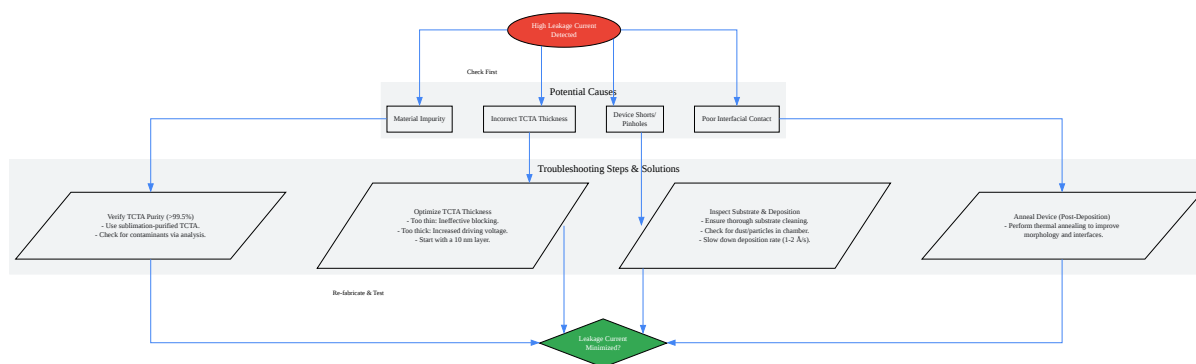 High Leakage Current
Detected
Check First
Potential Causes
Material Impurity
Incorrect TCTA Thickness
Device Shorts/
Pinholes
Poor Interfacial Contact
Troubleshooting Steps & Solutions
Verify TCTA Purity (>99.5%)
- Use sublimation-purified TCTA.
- Check for contaminants via analysis.
Optimize TCTA Thickness
- Too thin: Ineffective blocking.
- Too thick: Increased driving voltage.
- Start with a 10 nm layer.
Inspect Substrate & Deposition
- Ensure thorough substrate cleaning.
- Check for dust/particles in chamber.
- Slow down deposition rate (1-2 Å/s).
Anneal Device (Post-Deposition)
- Perform thermal annealing to improve
morphology and interfaces.
Re-fabricate & Test
Leakage Current
Minimized?